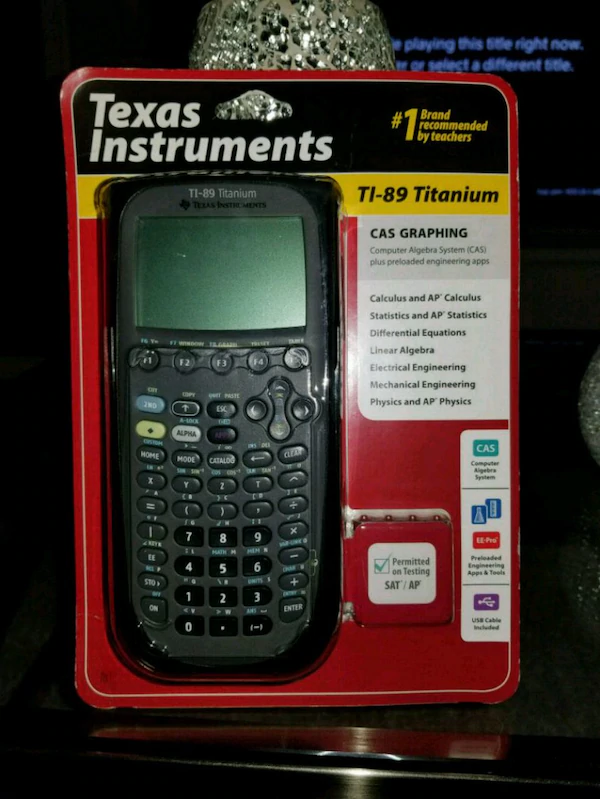 e playing this title right now.
er or select a different title.
Texas
Instruments
#1 Brand
recommended
by teachers
TI-89 Titanium
TI-89 Titanium
TEXAS INSTRUMENTS
CAS GRAPHING
Computer Algebra System (CAS)
plus preloaded engineering apps
Calculus and AP* Calculus
Statistics and AP* Statistics
Differential Equations
Linear Algebra
Electrical Engineering
Mechanical Engineering
Physics and AP* Physics
F1 F2 F3 F4
2ND ↑ ESC
ALPHA
HOME MODE CATALOG ← CLEAR
X Y Z T ^
= ( ) , ÷
| 7 8 9 ×
EE 4 5 6 −
STO▸ 1 2 3 +
ON 0 . (−) ENTER
CAS
Computer
Algebra
System
EE*Pro
Preloaded
Engineering
Apps & Tools
USB Cable
Included
Permitted
on Testing
SAT*/AP*